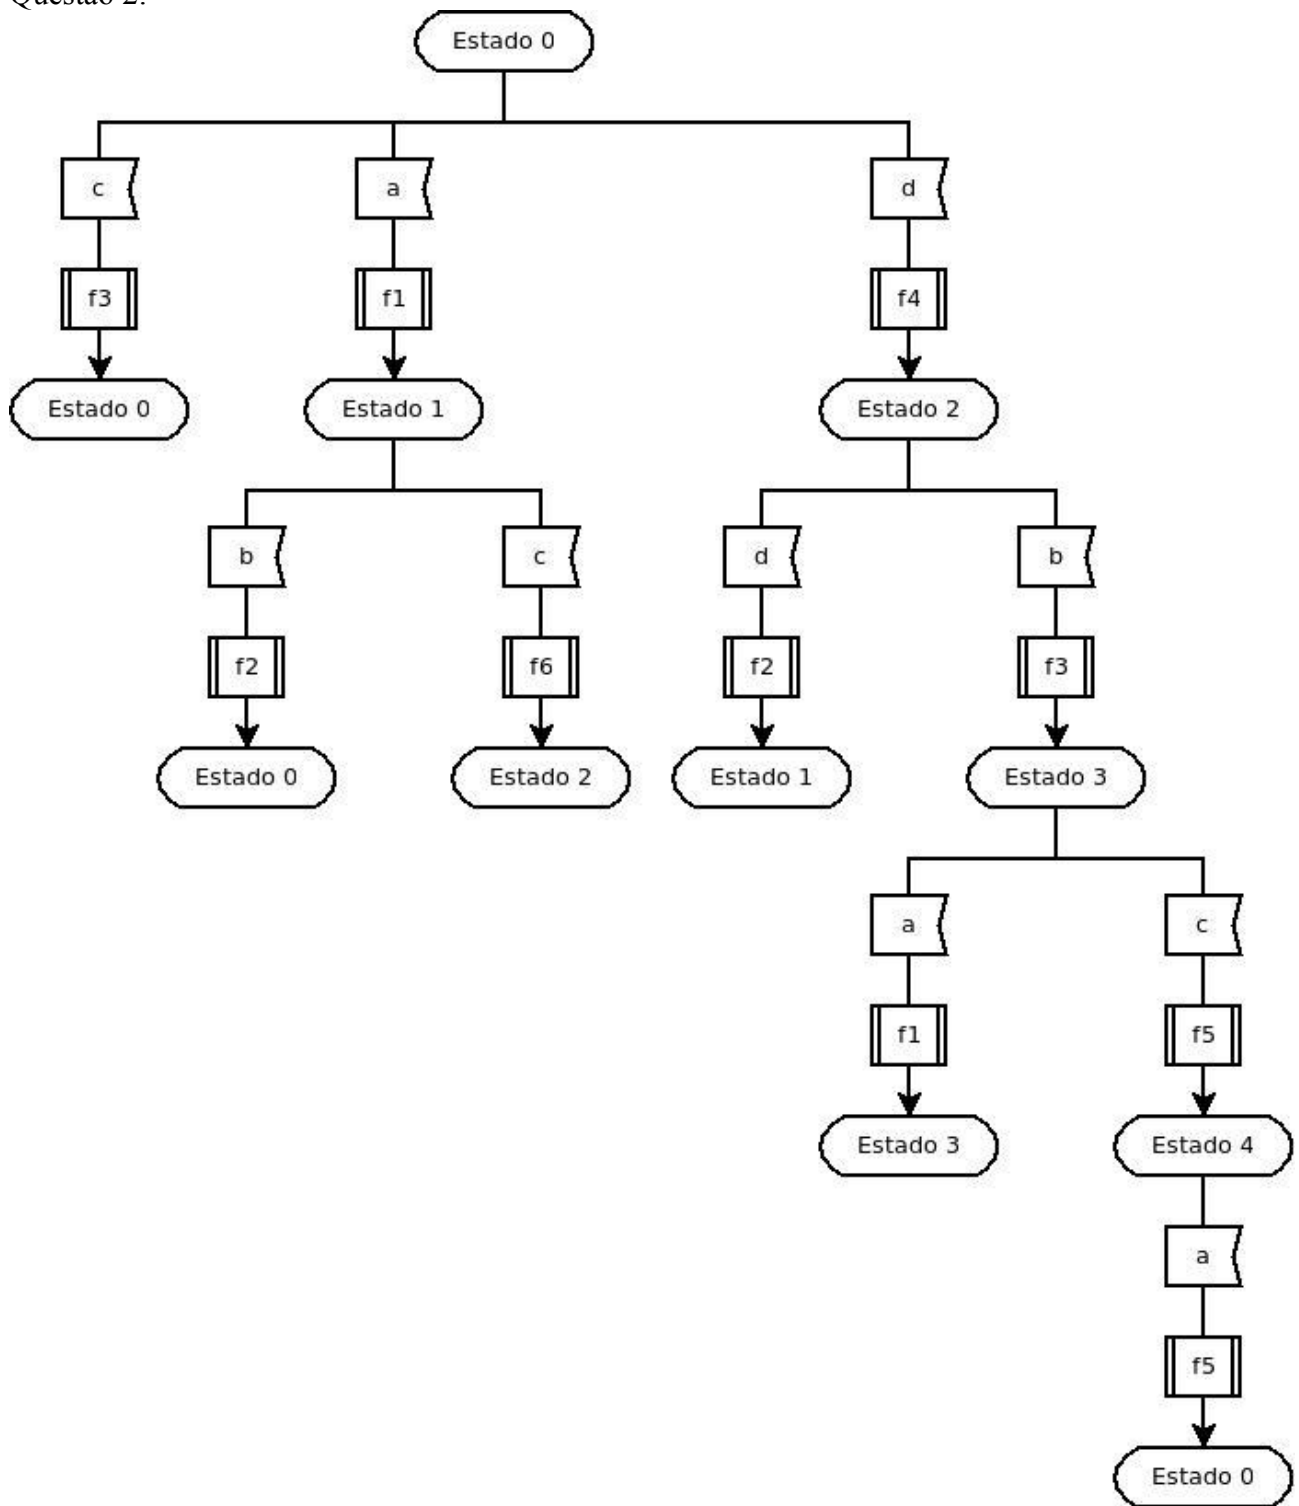 Questão 2:
Estado 0
c a d
f3 f1 f4
Estado 0 Estado 1 Estado 2
b c d b
f2 f6 f2 f3
Estado 0 Estado 2 Estado 1 Estado 3
a c
f1 f5
Estado 3 Estado 4
a
f5
Estado 0